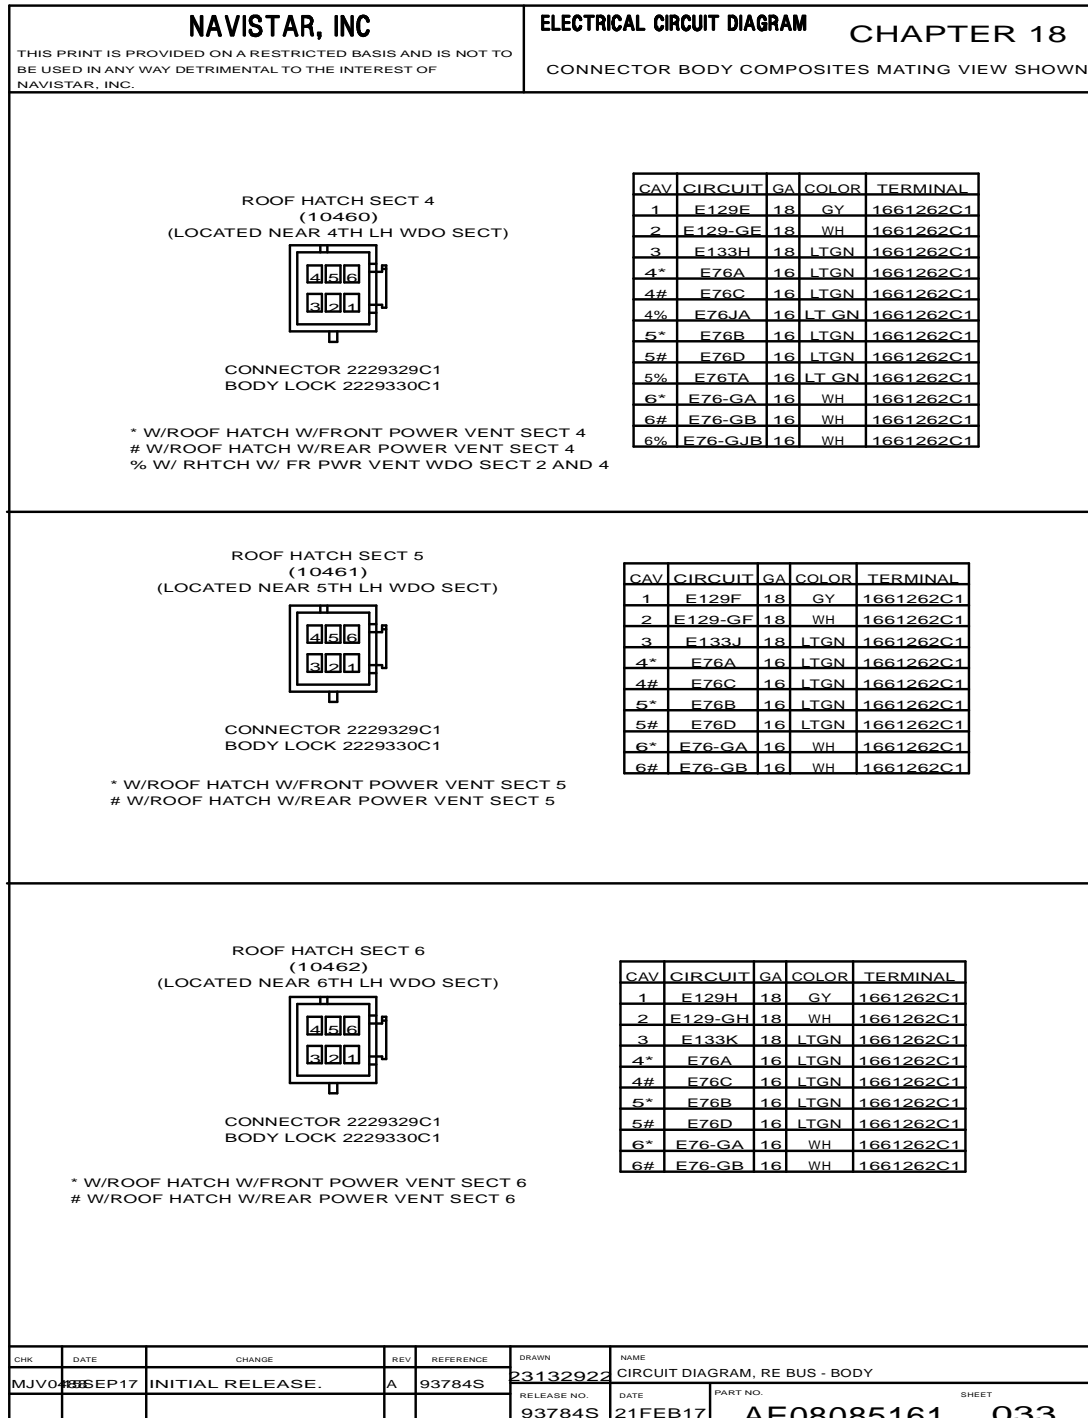 NAVISTAR, INC
THIS PRINT IS PROVIDED ON A RESTRICTED BASIS AND IS NOT TO
BE USED IN ANY WAY DETRIMENTAL TO THE INTEREST OF
NAVISTAR, INC.
ELECTRICAL CIRCUIT DIAGRAM
CHAPTER 18
CONNECTOR BODY COMPOSITES MATING VIEW SHOWN
ROOF HATCH SECT 4
(10460)
(LOCATED NEAR 4TH LH WDO SECT)
4 5 6
3 2 1
CONNECTOR 2229329C1
BODY LOCK 2229330C1
* W/ROOF HATCH W/FRONT POWER VENT SECT 4
# W/ROOF HATCH W/REAR POWER VENT SECT 4
% W/ RHTCH W/ FR PWR VENT WDO SECT 2 AND 4
CAV CIRCUIT GA COLOR TERMINAL
1 E129E 18 GY 1661262C1
2 E129-GE 18 WH 1661262C1
3 E133H 18 LTGN 1661262C1
4* E76A 16 LTGN 1661262C1
4# E76C 16 LTGN 1661262C1
4% E76JA 16 LT GN 1661262C1
5* E76B 16 LTGN 1661262C1
5# E76D 16 LTGN 1661262C1
5% E76TA 16 LT GN 1661262C1
6* E76-GA 16 WH 1661262C1
6# E76-GB 16 WH 1661262C1
6% E76-GJB 16 WH 1661262C1
ROOF HATCH SECT 5
(10461)
(LOCATED NEAR 5TH LH WDO SECT)
4 5 6
3 2 1
CONNECTOR 2229329C1
BODY LOCK 2229330C1
* W/ROOF HATCH W/FRONT POWER VENT SECT 5
# W/ROOF HATCH W/REAR POWER VENT SECT 5
CAV CIRCUIT GA COLOR TERMINAL
1 E129F 18 GY 1661262C1
2 E129-GF 18 WH 1661262C1
3 E133J 18 LTGN 1661262C1
4* E76A 16 LTGN 1661262C1
4# E76C 16 LTGN 1661262C1
5* E76B 16 LTGN 1661262C1
5# E76D 16 LTGN 1661262C1
6* E76-GA 16 WH 1661262C1
6# E76-GB 16 WH 1661262C1
ROOF HATCH SECT 6
(10462)
(LOCATED NEAR 6TH LH WDO SECT)
4 5 6
3 2 1
CONNECTOR 2229329C1
BODY LOCK 2229330C1
* W/ROOF HATCH W/FRONT POWER VENT SECT 6
# W/ROOF HATCH W/REAR POWER VENT SECT 6
CAV CIRCUIT GA COLOR TERMINAL
1 E129H 18 GY 1661262C1
2 E129-GH 18 WH 1661262C1
3 E133K 18 LTGN 1661262C1
4* E76A 16 LTGN 1661262C1
4# E76C 16 LTGN 1661262C1
5* E76B 16 LTGN 1661262C1
5# E76D 16 LTGN 1661262C1
6* E76-GA 16 WH 1661262C1
6# E76-GB 16 WH 1661262C1
CHK DATE CHANGE REV REFERENCE DRAWN NAME
INITIAL RELEASE. A 93784S 23132922 CIRCUIT DIAGRAM, RE BUS - BODY
RELEASE NO. DATE PART NO. SHEET
93784S 21FEB17 AE08085161 033